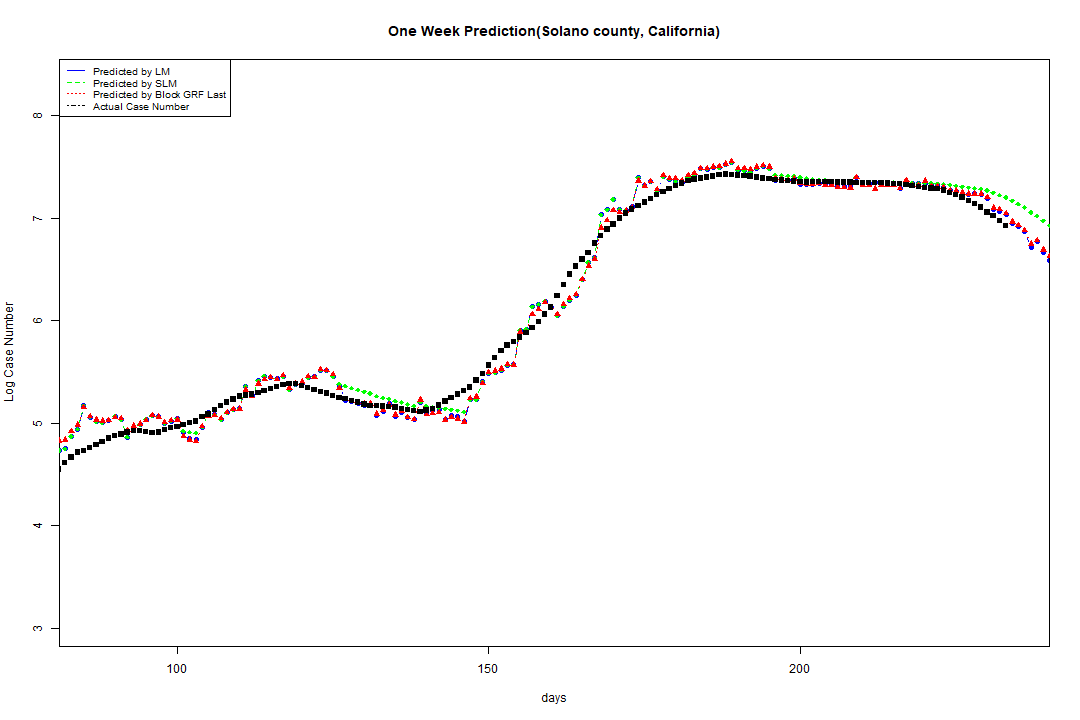 One Week Prediction(Solano county, California)
Predicted by LM
Predicted by SLM
Predicted by Block GRF Last
Actual Case Number
8
7
6
5
4
3
Log Case Number
100
150
200
days